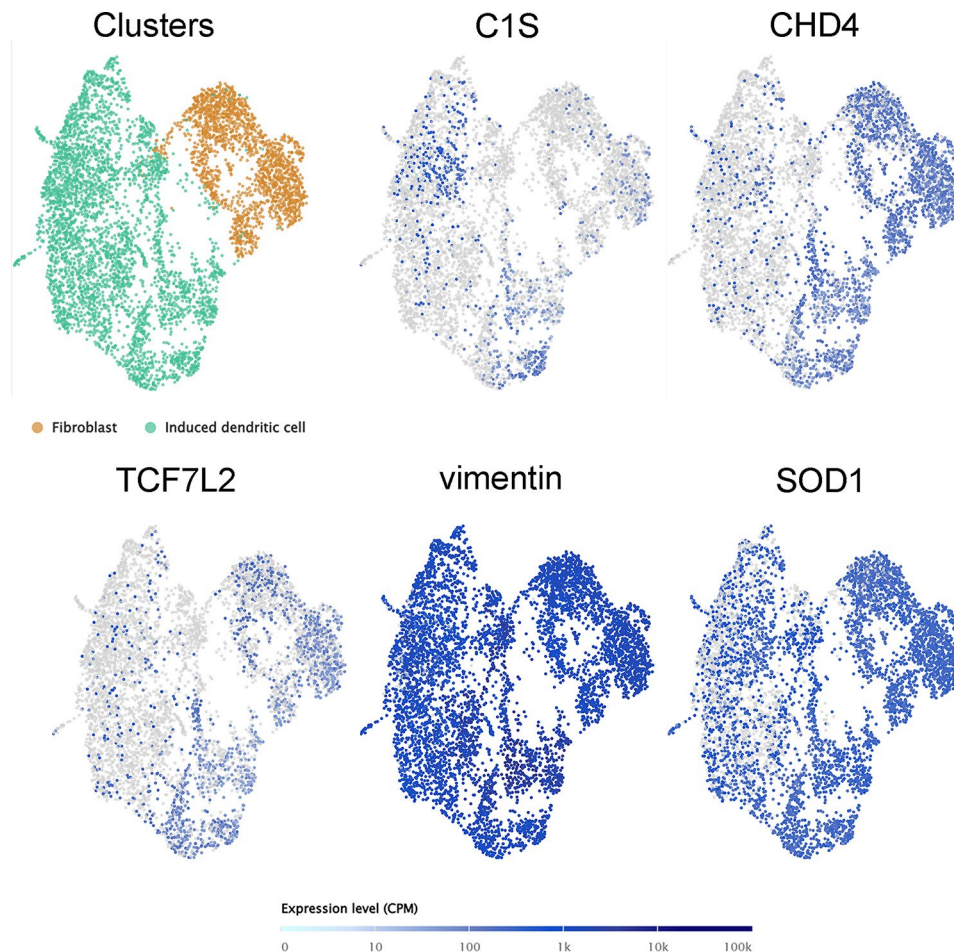 Clusters
C1S
CHD4
Fibroblast
Induced dendritic cell
TCF7L2
vimentin
SOD1
Expression level (CPM)
0 10 100 1k 10k 100k